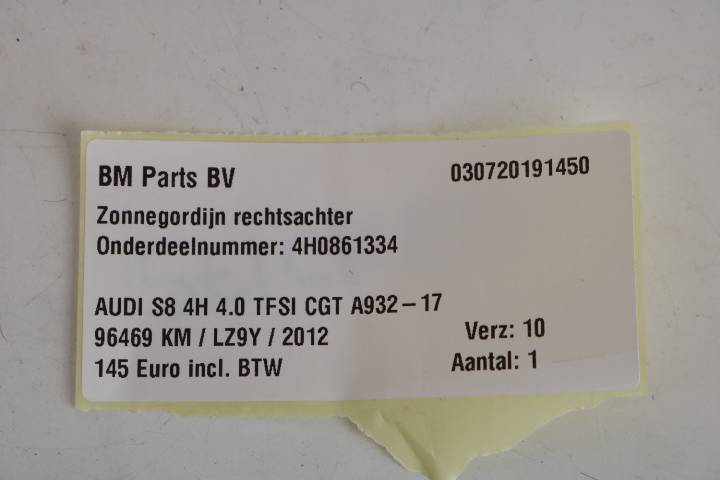 BM Parts BV 030720191450
Zonnegordijn rechtsachter
Onderdeelnummer: 4H0861334
AUDI S8 4H 4.0 TFSI CGT A932-17
96469 KM / LZ9Y / 2012 Verz: 10
145 Euro incl. BTW Aantal: 1